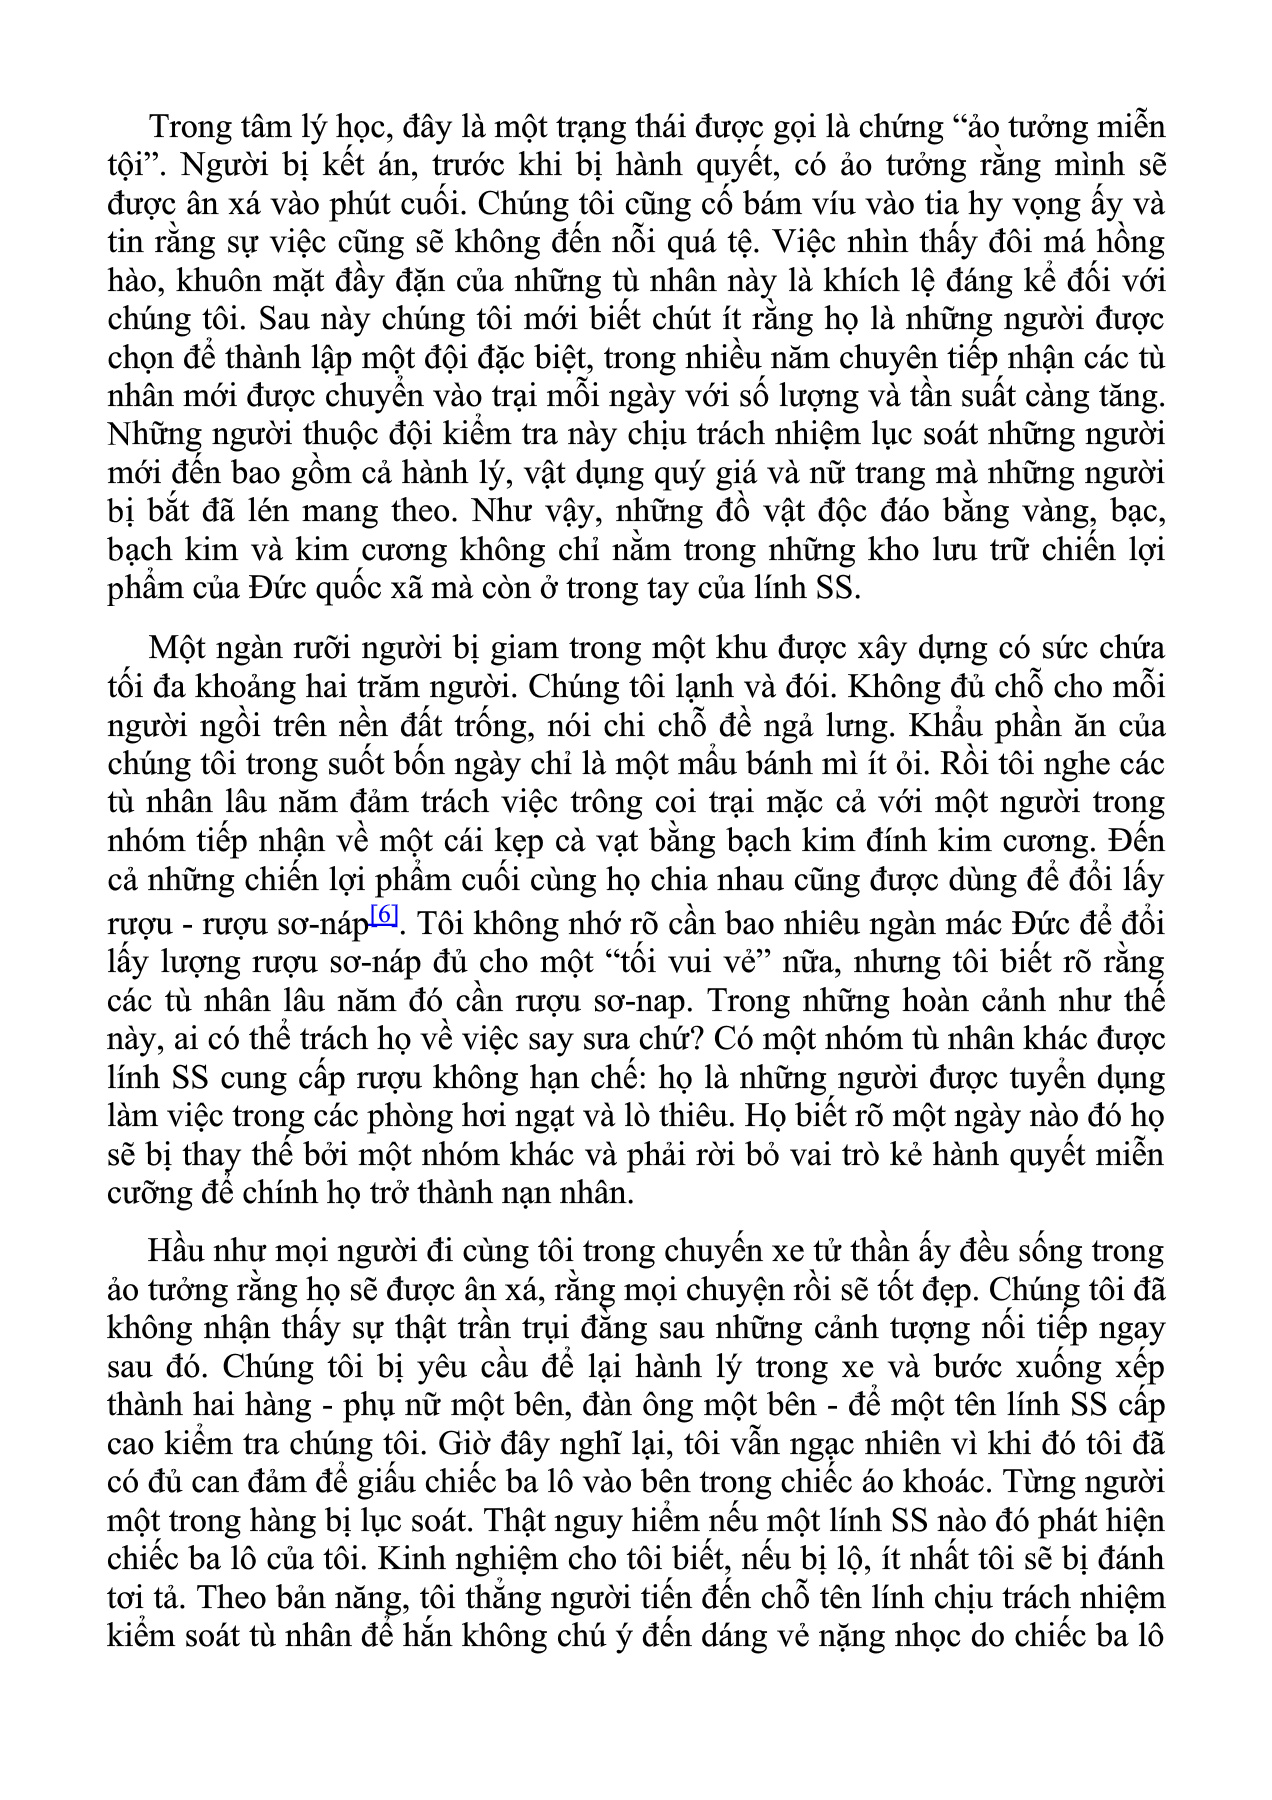 Trong tâm lý học, đây là một trạng thái được gọi là chứng “ảo tưởng miễn
tội”. Người bị kết án, trước khi bị hành quyết, có ảo tưởng rằng mình sẽ
được ân xá vào phút cuối. Chúng tôi cũng cố bám víu vào tia hy vọng ấy và
tin rằng sự việc cũng sẽ không đến nỗi quá tệ. Việc nhìn thấy đôi má hồng
hào, khuôn mặt đầy đặn của những tù nhân này là khích lệ đáng kể đối với
chúng tôi. Sau này chúng tôi mới biết chút ít rằng họ là những người được
chọn để thành lập một đội đặc biệt, trong nhiều năm chuyên tiếp nhận các tù
nhân mới được chuyển vào trại mỗi ngày với số lượng và tần suất càng tăng.
Những người thuộc đội kiểm tra này chịu trách nhiệm lục soát những người
mới đến bao gồm cả hành lý, vật dụng quý giá và nữ trang mà những người
bị bắt đã lén mang theo. Như vậy, những đồ vật độc đáo bằng vàng, bạc,
bạch kim và kim cương không chỉ nằm trong những kho lưu trữ chiến lợi
phẩm của Đức quốc xã mà còn ở trong tay của lính SS.
Một ngàn rưỡi người bị giam trong một khu được xây dựng có sức chứa
tối đa khoảng hai trăm người. Chúng tôi lạnh và đói. Không đủ chỗ cho mỗi
người ngồi trên nền đất trống, nói chi chỗ đề ngả lưng. Khẩu phần ăn của
chúng tôi trong suốt bốn ngày chỉ là một mẩu bánh mì ít ỏi. Rồi tôi nghe các
tù nhân lâu năm đảm trách việc trông coi trại mặc cả với một người trong
nhóm tiếp nhận về một cái kẹp cà vạt bằng bạch kim đính kim cương. Đến
cả những chiến lợi phẩm cuối cùng họ chia nhau cũng được dùng để đổi lấy
rượu - rượu sơ-náp[6]. Tôi không nhớ rõ cần bao nhiêu ngàn mác Đức để đổi
lấy lượng rượu sơ-náp đủ cho một “tối vui vẻ” nữa, nhưng tôi biết rõ rằng
các tù nhân lâu năm đó cần rượu sơ-nap. Trong những hoàn cảnh như thế
này, ai có thể trách họ về việc say sưa chứ? Có một nhóm tù nhân khác được
lính SS cung cấp rượu không hạn chế: họ là những người được tuyển dụng
làm việc trong các phòng hơi ngạt và lò thiêu. Họ biết rõ một ngày nào đó họ
sẽ bị thay thế bởi một nhóm khác và phải rời bỏ vai trò kẻ hành quyết miễn
cưỡng để chính họ trở thành nạn nhân.
Hầu như mọi người đi cùng tôi trong chuyến xe tử thần ấy đều sống trong
ảo tưởng rằng họ sẽ được ân xá, rằng mọi chuyện rồi sẽ tốt đẹp. Chúng tôi đã
không nhận thấy sự thật trần trụi đằng sau những cảnh tượng nối tiếp ngay
sau đó. Chúng tôi bị yêu cầu để lại hành lý trong xe và bước xuống xếp
thành hai hàng - phụ nữ một bên, đàn ông một bên - để một tên lính SS cấp
cao kiểm tra chúng tôi. Giờ đây nghĩ lại, tôi vẫn ngạc nhiên vì khi đó tôi đã
có đủ can đảm để giấu chiếc ba lô vào bên trong chiếc áo khoác. Từng người
một trong hàng bị lục soát. Thật nguy hiểm nếu một lính SS nào đó phát hiện
chiếc ba lô của tôi. Kinh nghiệm cho tôi biết, nếu bị lộ, ít nhất tôi sẽ bị đánh
tơi tả. Theo bản năng, tôi thẳng người tiến đến chỗ tên lính chịu trách nhiệm
kiểm soát tù nhân để hắn không chú ý đến dáng vẻ nặng nhọc do chiếc ba lô